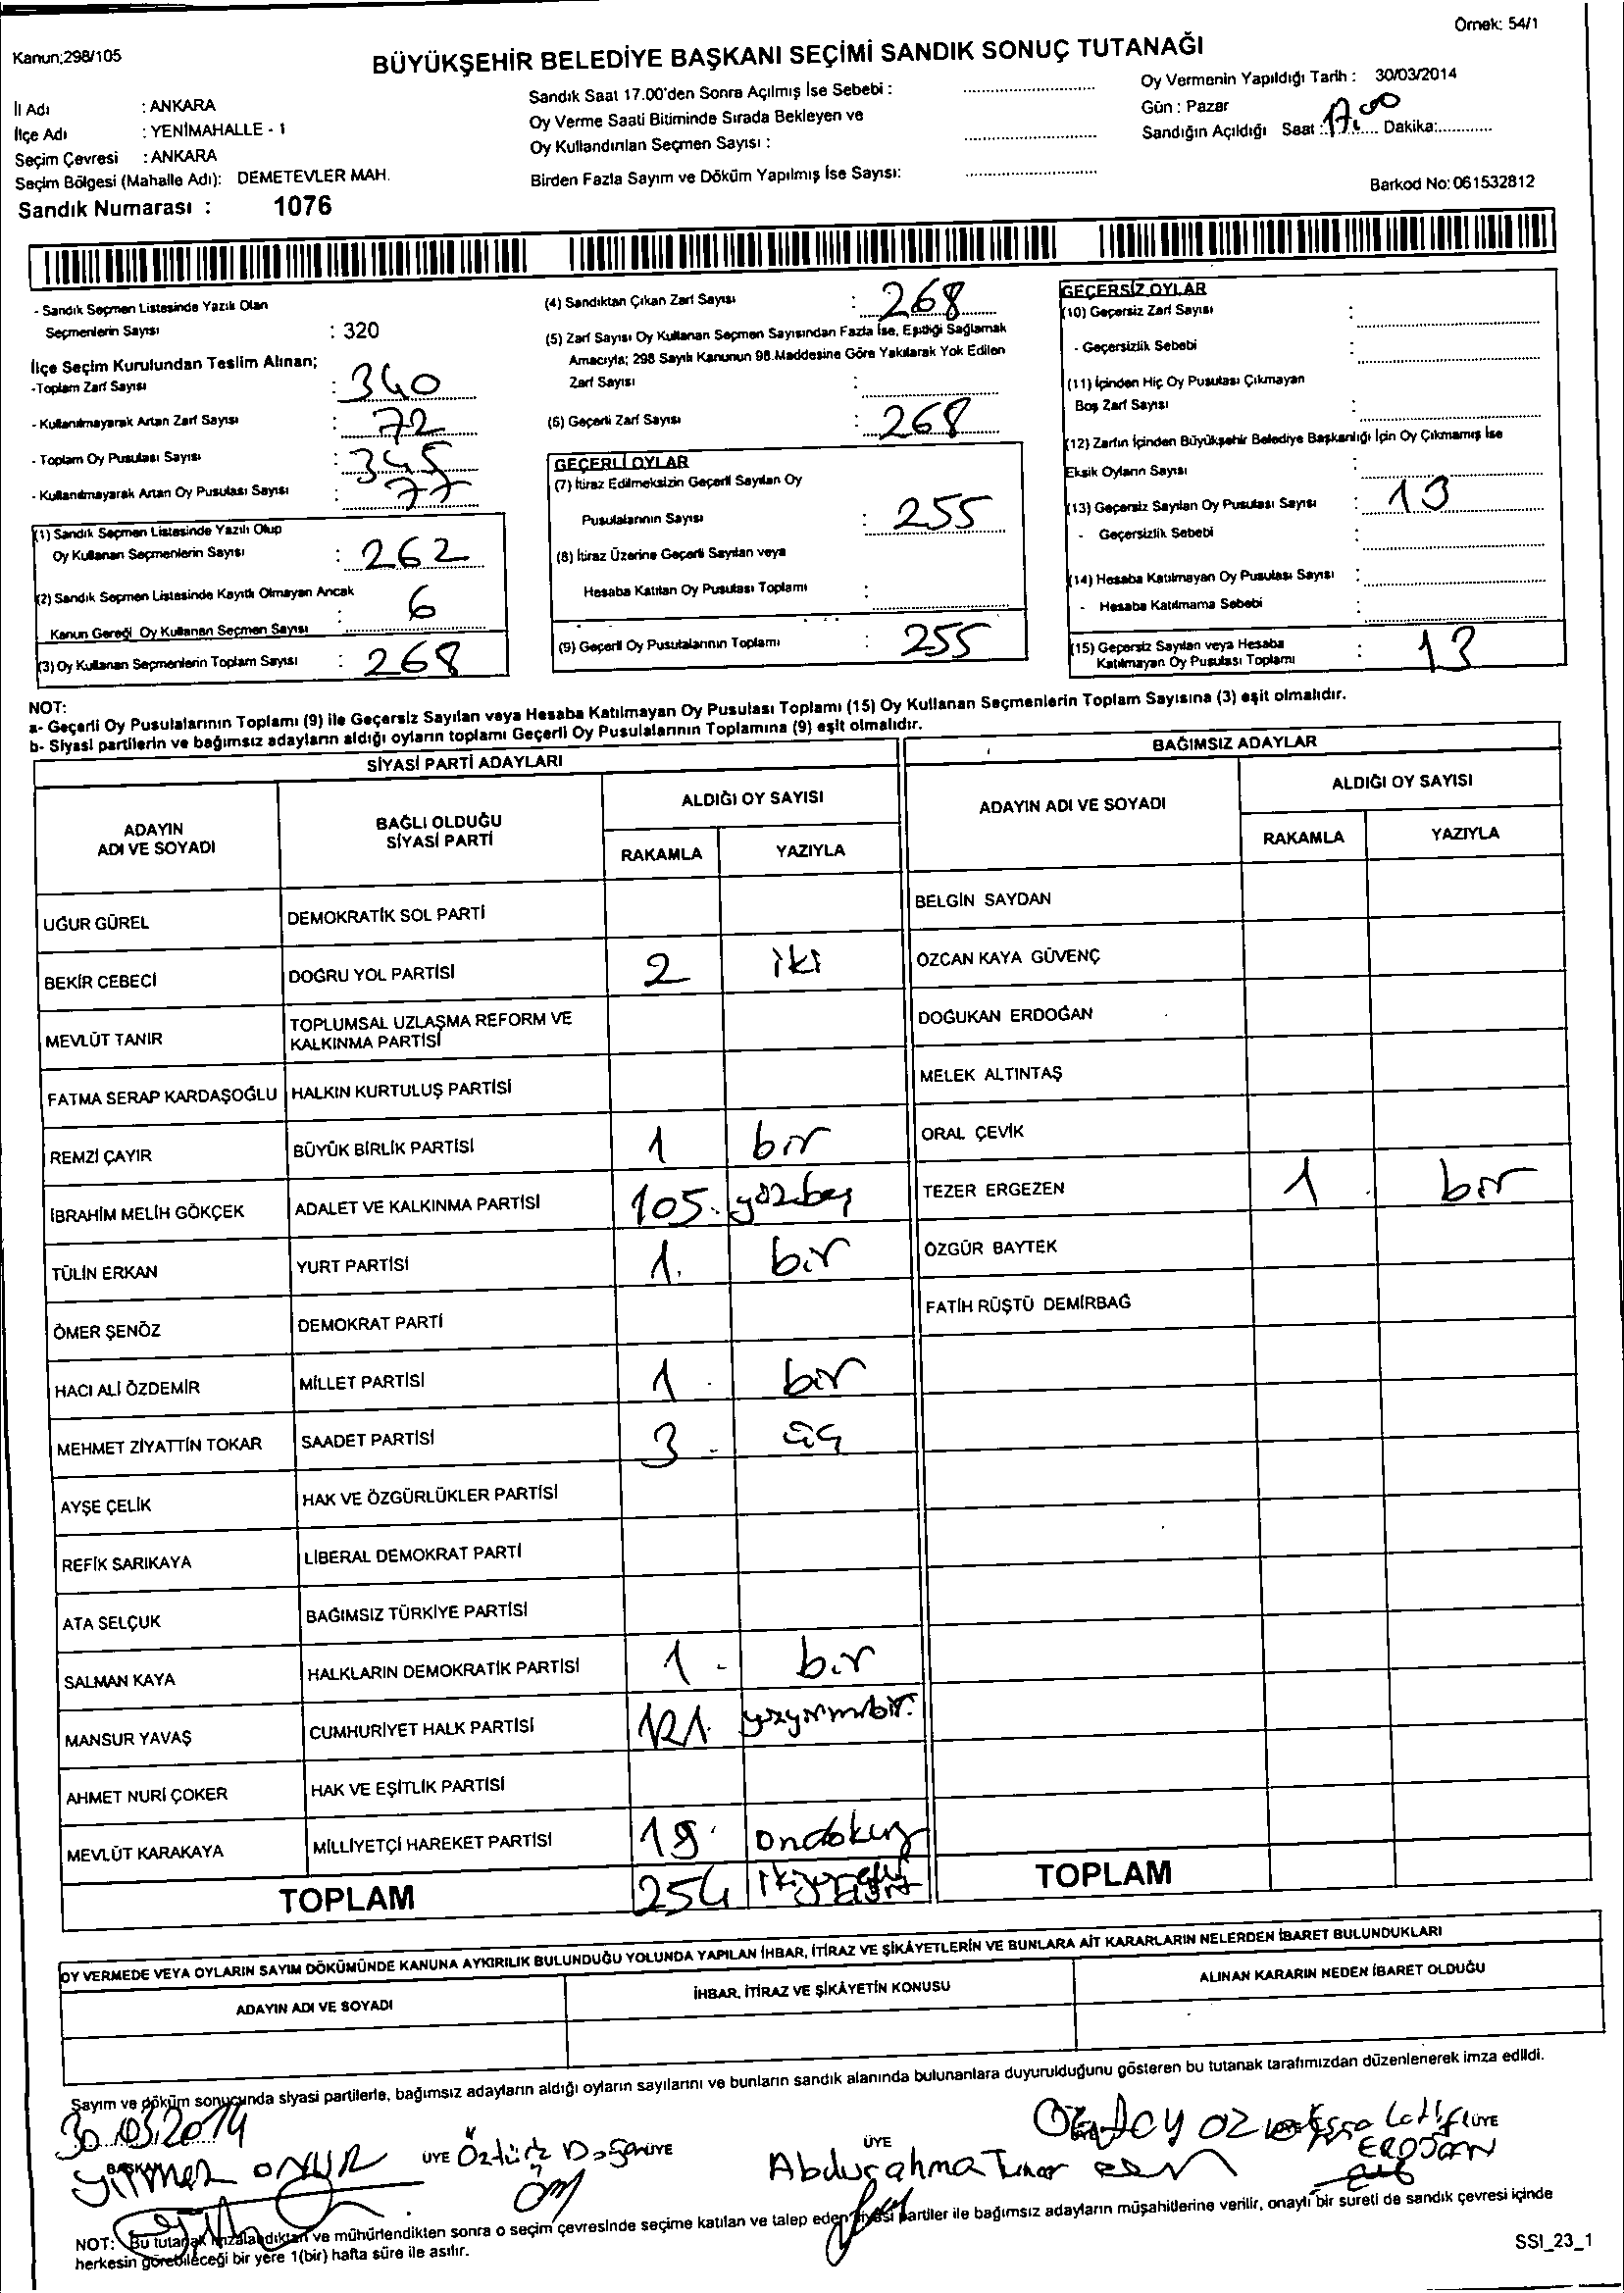 Örnek: 54/1
Kanun;298/105
BÜYÜKŞEHİR BELEDİYE BAŞKANI SEÇİMİ SANDIK SONUÇ TUTANAĞI
İl Adı : ANKARA
İlçe Adı : YENİMAHALLE - 1
Seçim Çevresi : ANKARA
Seçim Bölgesi (Mahalle Adı): DEMETEVLER MAH.
Sandık Numarası : 1076
Sandık Saat 17.00'den Sonra Açılmış İse Sebebi :
Oy Verme Saati Bitiminde Sırada Bekleyen ve
Oy Kullandırılan Seçmen Sayısı :
Birden Fazla Sayım ve Döküm Yapılmış İse Sayısı:
Oy Vermenin Yapıldığı Tarih : 30/03/2014
Gün : Pazar
Sandığın Açıldığı Saat : 17.00 Dakika:
Barkod No: 061532812
- Sandık Seçmen Listesinde Yazılı Olan
Seçmenlerin Sayısı : 320
İlçe Seçim Kurulundan Teslim Alınan;
-Toplam Zarf Sayısı : 340
- Kullanılmayarak Artan Zarf Sayısı : 72
- Toplam Oy Pusulası Sayısı : 345
- Kullanılmayarak Artan Oy Pusulası Sayısı : 77
(1) Sandık Seçmen Listesinde Yazılı Olup
Oy Kullanan Seçmenlerin Sayısı : 262
(2) Sandık Seçmen Listesinde Kayıtlı Olmayan Ancak
Kanun Gereği Oy Kullanan Seçmen Sayısı : 6
(3) Oy Kullanan Seçmenlerin Toplam Sayısı : 268
(4) Sandıktan Çıkan Zarf Sayısı : 268
(5) Zarf Sayısı Oy Kullanan Seçmen Sayısından Fazla İse, Eşitliği Sağlamak
Amacıyla; 298 Sayılı Kanunun 98.Maddesine Göre Yakılarak Yok Edilen
Zarf Sayısı :
(6) Geçerli Zarf Sayısı : 268
GEÇERLİ OYLAR
(7) İtiraz Edilmeksizin Geçerli Sayılan Oy
Pusulalarının Sayısı : 255
(8) İtiraz Üzerine Geçerli Sayılan veya
Hesaba Katılan Oy Pusulası Toplamı :
(9) Geçerli Oy Pusulalarının Toplamı : 255
GEÇERSİZ OYLAR
(10) Geçersiz Zarf Sayısı :
- Geçersizlik Sebebi :
(11) İçinden Hiç Oy Pusulası Çıkmayan
Boş Zarf Sayısı :
(12) Zarfın İçinden Büyükşehir Belediye Başkanlığı İçin Oy Çıkmamış İse
Eksik Oyların Sayısı :
(13) Geçersiz Sayılan Oy Pusulası Sayısı : 13
- Geçersizlik Sebebi :
(14) Hesaba Katılmayan Oy Pusulası Sayısı :
- Hesaba Katılmama Sebebi :
(15) Geçersiz Sayılan veya Hesaba
Katılmayan Oy Pusulası Toplamı : 13
NOT:
a- Geçerli Oy Pusulalarının Toplamı (9) ile Geçersiz Sayılan veya Hesaba Katılmayan Oy Pusulası Toplamı (15) Oy Kullanan Seçmenlerin Toplam Sayısına (3) eşit olmalıdır.
b- Siyasi partilerin ve bağımsız adayların aldığı oyların toplamı Geçerli Oy Pusulalarının Toplamına (9) eşit olmalıdır.
SİYASİ PARTİ ADAYLARI
ADAYIN ADI VE SOYADI BAĞLI OLDUĞU SİYASİ PARTİ ALDIĞI OY SAYISI
RAKAMLA YAZIYLA
UĞUR GÜREL DEMOKRATİK SOL PARTİ
BEKİR CEBECİ DOĞRU YOL PARTİSİ 2 iki
MEVLÜT TANIR TOPLUMSAL UZLAŞMA REFORM VE KALKINMA PARTİSİ
FATMA SERAP KARDAŞOĞLU HALKIN KURTULUŞ PARTİSİ
REMZİ ÇAYIR BÜYÜK BİRLİK PARTİSİ 1 bir
İBRAHİM MELİH GÖKÇEK ADALET VE KALKINMA PARTİSİ 105. yüzbeş
TÜLİN ERKAN YURT PARTİSİ 1. bir
ÖMER ŞENÖZ DEMOKRAT PARTİ
HACI ALİ ÖZDEMİR MİLLET PARTİSİ 1 bir
MEHMET ZİYATTİN TOKAR SAADET PARTİSİ 3 üç
AYŞE ÇELİK HAK VE ÖZGÜRLÜKLER PARTİSİ
REFİK SARIKAYA LİBERAL DEMOKRAT PARTİ
ATA SELÇUK BAĞIMSIZ TÜRKİYE PARTİSİ
SALMAN KAYA HALKLARIN DEMOKRATİK PARTİSİ 1 bir
MANSUR YAVAŞ CUMHURİYET HALK PARTİSİ 121. yüzyirmibir.
AHMET NURİ ÇOKER HAK VE EŞİTLİK PARTİSİ
MEVLÜT KARAKAYA MİLLİYETÇİ HAREKET PARTİSİ 19 ondokuz
TOPLAM 254
BAĞIMSIZ ADAYLAR
ADAYIN ADI VE SOYADI ALDIĞI OY SAYISI
RAKAMLA YAZIYLA
BELGİN SAYDAN
ÖZCAN KAYA GÜVENÇ
DOĞUKAN ERDOĞAN
MELEK ALTINTAŞ
ORAL ÇEVİK
TEZER ERGEZEN 1 bir
ÖZGÜR BAYTEK
FATİH RÜŞTÜ DEMİRBAĞ
TOPLAM
OY VERMEDE VEYA OYLARIN SAYIM DÖKÜMÜNDE KANUNA AYKIRILIK BULUNDUĞU YOLUNDA YAPILAN İHBAR, İTİRAZ VE ŞİKÂYETLERİN VE BUNLARA AİT KARARLARIN NELERDEN İBARET BULUNDUKLARI
ADAYIN ADI VE SOYADI İHBAR, İTİRAZ VE ŞİKÂYETİN KONUSU ALINAN KARARIN NEDEN İBARET OLDUĞU
Sayım ve döküm sonucunda siyasi partilerle, bağımsız adayların aldığı oyların sayılarını ve bunların sandık alanında bulunanlara duyurulduğunu gösteren bu tutanak tarafımızdan düzenlenerek imza edildi.
30.03.2014
BAŞKAN ONUR ÜYE Öztürk ÜYE ÜYE Abdurahman ÜYE
ERDOĞAN
NOT: Bu tutanak imzalandıktan ve mühürlendikten sonra o seçim çevresinde seçime katılan ve talep eden siyasi partiler ile bağımsız adayların müşahitlerine verilir, onaylı bir sureti de sandık çevresi içinde
herkesin görebileceği bir yere 1(bir) hafta süre ile asılır.
SSI_23_1